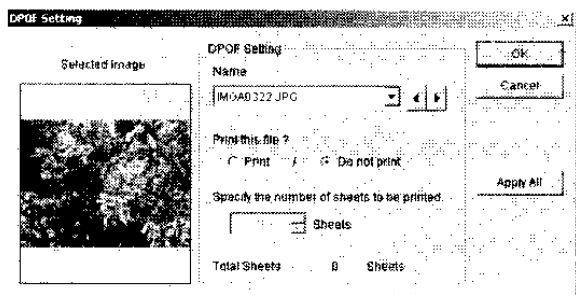 DPOF Setting
Selected Image
DPOF Setting
Name
IMGA0322.JPG
Print this file ?
Print / Do not print
Specify the number of sheets to be printed.
Sheets
Total Sheets 0 Sheets
OK
Cancel
Apply All